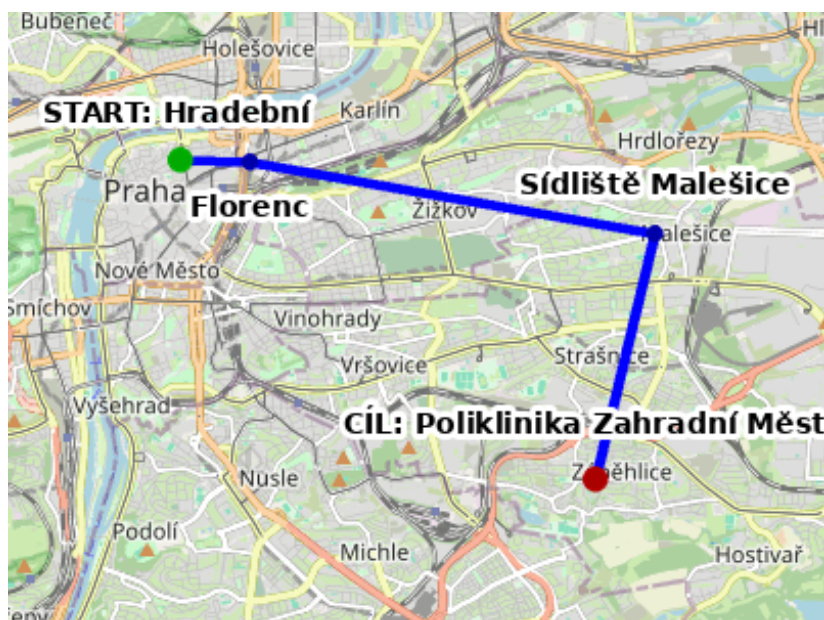 Bubeneč
Holešovice
Hl
START: Hradební
Karlín
Hrdlořezy
Praha
Florenc
Žižkov
Sídliště Malešice
Malešice
Nové Město
Smíchov
Vinohrady
Vršovice
Strašnice
Vyšehrad
CÍL: Poliklinika Zahradní Měst
Nusle
Záběhlice
Podolí
Michle
Hostivař